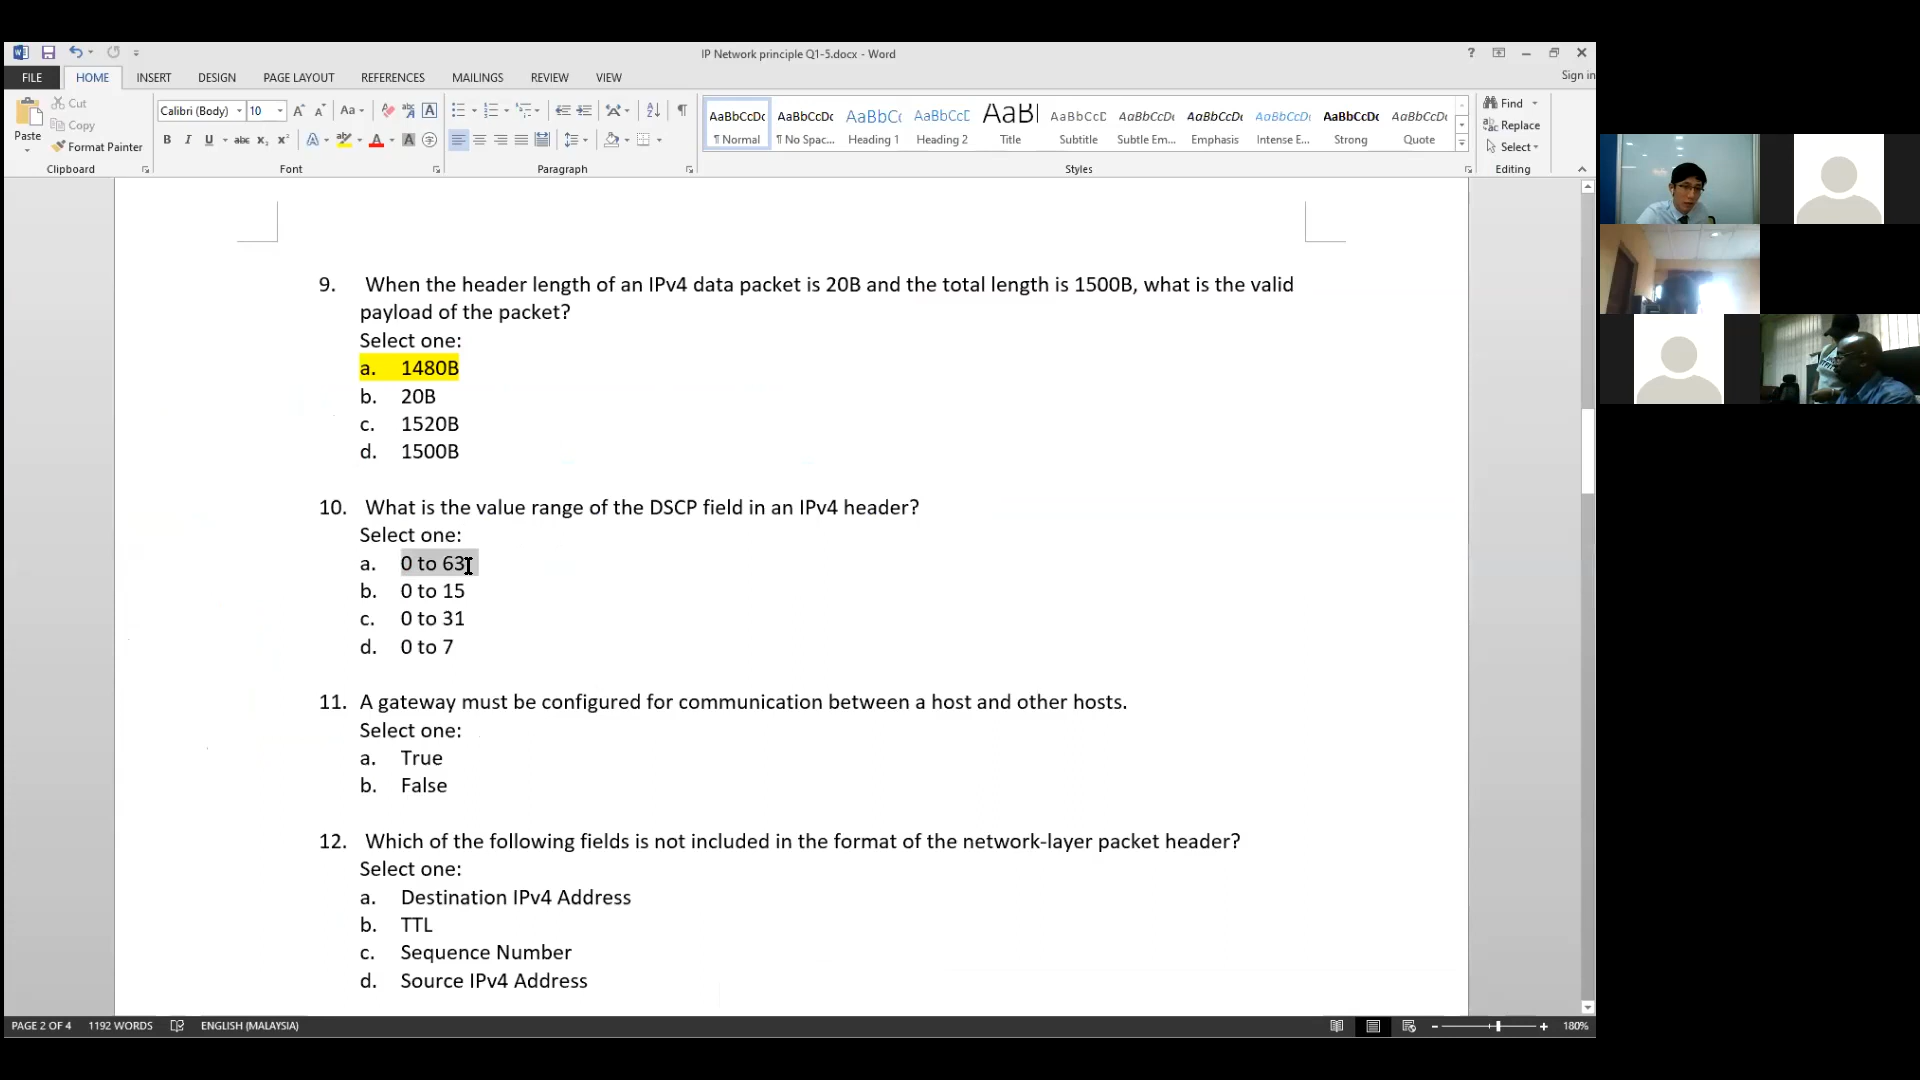 IP Network principle Q1-5.docx - Word
Sign in
FILE HOME INSERT DESIGN PAGE LAYOUT REFERENCES MAILINGS REVIEW VIEW
Paste
Cut
Copy
Format Painter
Clipboard
Calibri (Body) 10
Font
Paragraph
AaBbCcDc AaBbCcDc AaBbC AaBbCcD AaBl AaBbCcD AaBbCcDc AaBbCcDc AaBbCcDc AaBbCcDc AaBbCcDc
¶ Normal ¶ No Spac... Heading 1 Heading 2 Title Subtitle Subtle Em... Emphasis Intense E... Strong Quote
Styles
Find
Replace
Select
Editing
9. When the header length of an IPv4 data packet is 20B and the total length is 1500B, what is the valid
payload of the packet?
Select one:
a. 1480B
b. 20B
c. 1520B
d. 1500B
10. What is the value range of the DSCP field in an IPv4 header?
Select one:
a. 0 to 63
b. 0 to 15
c. 0 to 31
d. 0 to 7
11. A gateway must be configured for communication between a host and other hosts.
Select one:
a. True
b. False
12. Which of the following fields is not included in the format of the network-layer packet header?
Select one:
a. Destination IPv4 Address
b. TTL
c. Sequence Number
d. Source IPv4 Address
PAGE 2 OF 4 1192 WORDS ENGLISH (MALAYSIA) 180%